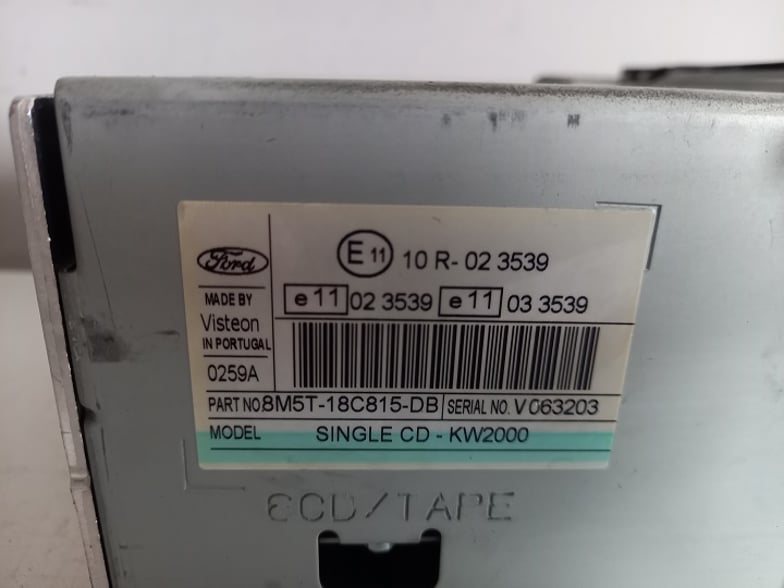 Ford
E 11 10 R- 02 3539
e 11 02 3539 e 11 03 3539
MADE BY
Visteon
IN PORTUGAL
0259A
PART NO. 8M5T-18C815-DB SERIAL NO. V063203
MODEL SINGLE CD - KW2000
6CD/TAPE